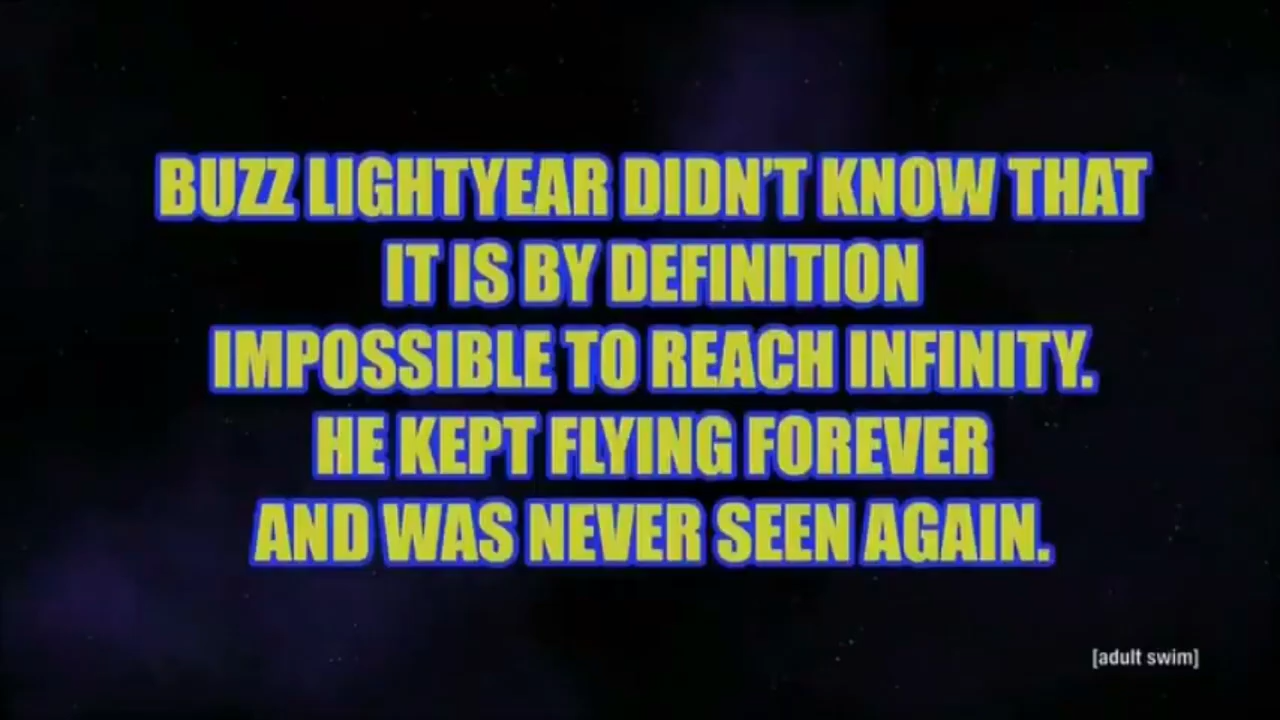 BUZZ LIGHTYEAR DIDN'T KNOW THAT
IT IS BY DEFINITION
IMPOSSIBLE TO REACH INFINITY.
HE KEPT FLYING FOREVER
AND WAS NEVER SEEN AGAIN.
[adult swim]